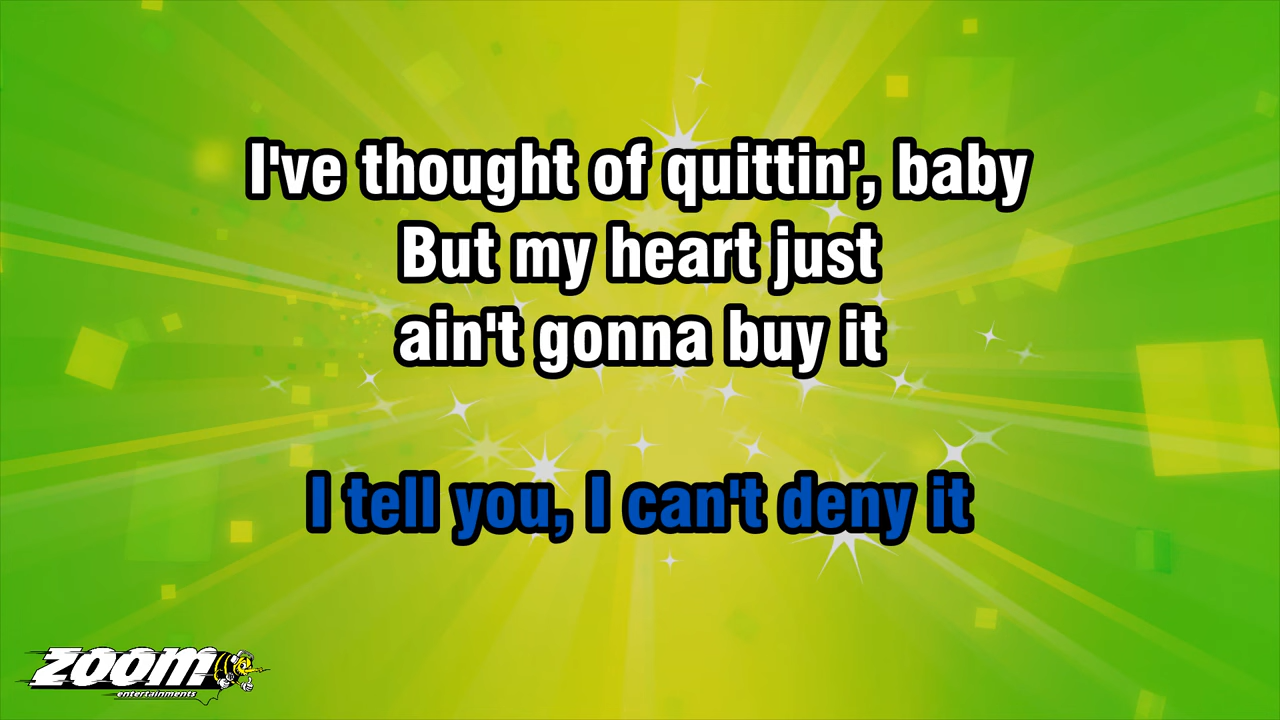 I've thought of quittin', baby
But my heart just
ain't gonna buy it
I tell you, I can't deny it
ZOOM
entertainments